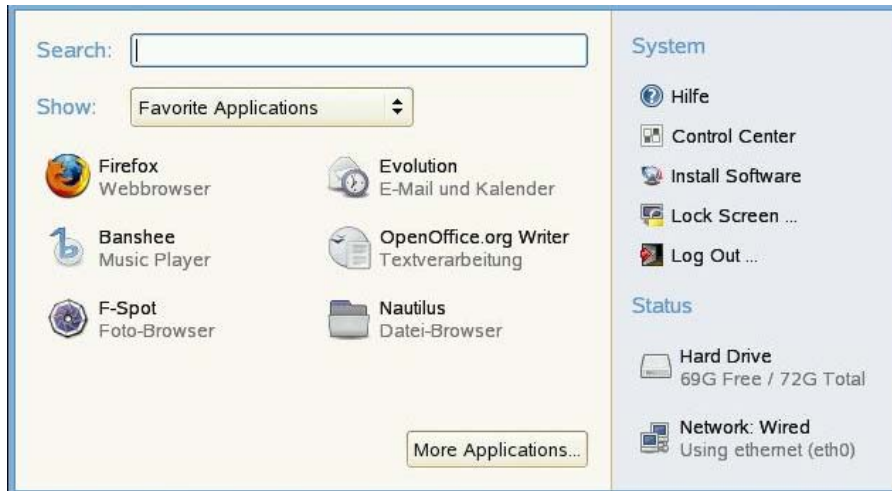 Search:
Show:
Favorite Applications
Firefox
Webbrowser
Evolution
E-Mail und Kalender
Banshee
Music Player
OpenOffice.org Writer
Textverarbeitung
F-Spot
Foto-Browser
Nautilus
Datei-Browser
More Applications...
System
Hilfe
Control Center
Install Software
Lock Screen ...
Log Out ...
Status
Hard Drive
69G Free / 72G Total
Network: Wired
Using ethernet (eth0)